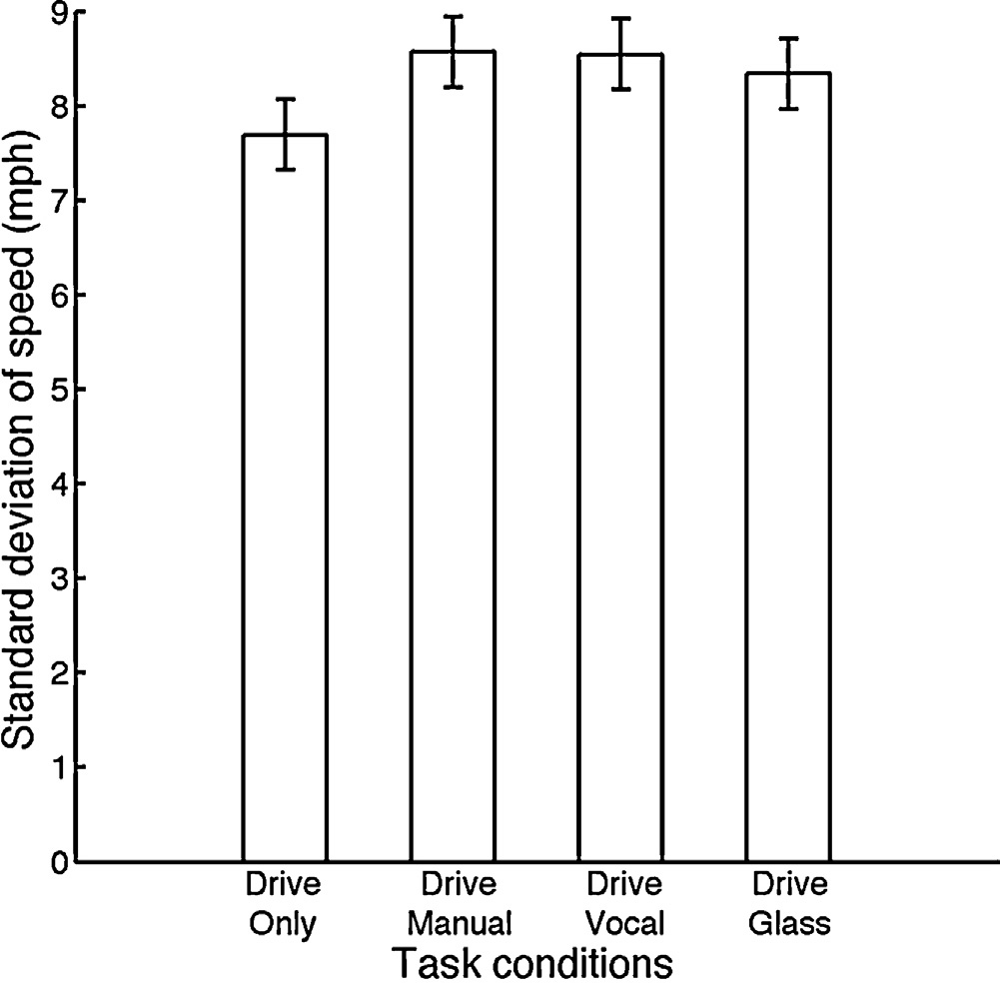 Standard deviation of speed (mph)
9
8
7
6
5
4
3
2
1
0
Drive Only
Drive Manual
Drive Vocal
Drive Glass
Task conditions